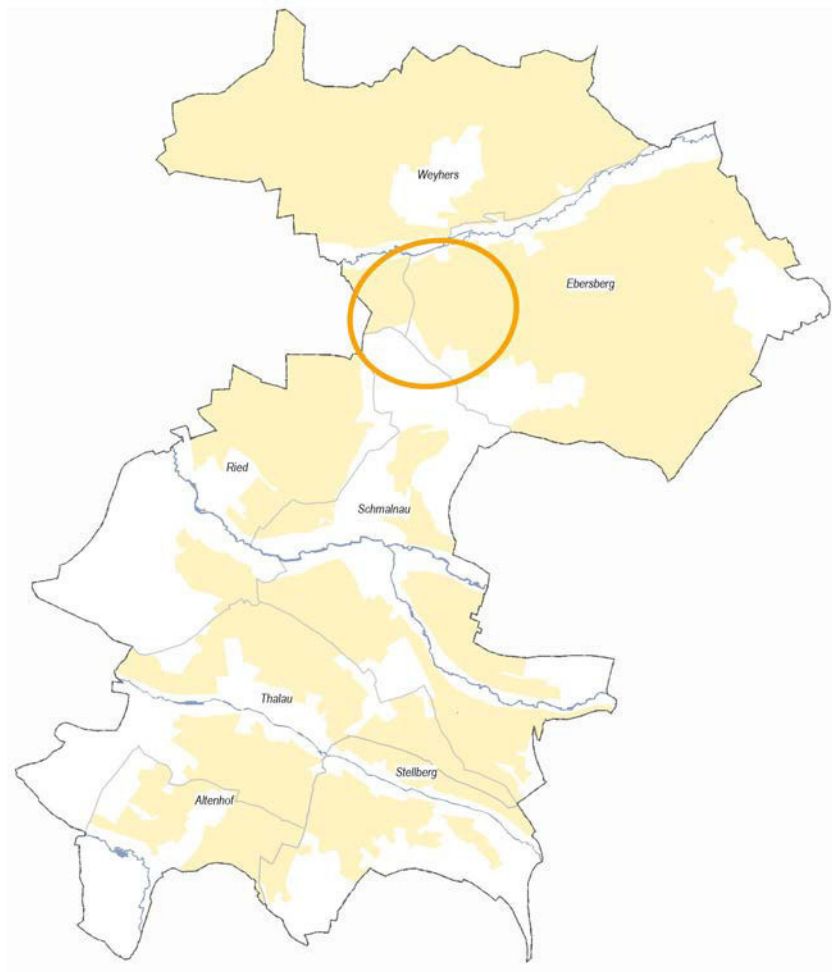 Weyhers
Ebersberg
Ried
Schmalnau
Thalau
Stellberg
Altenhof